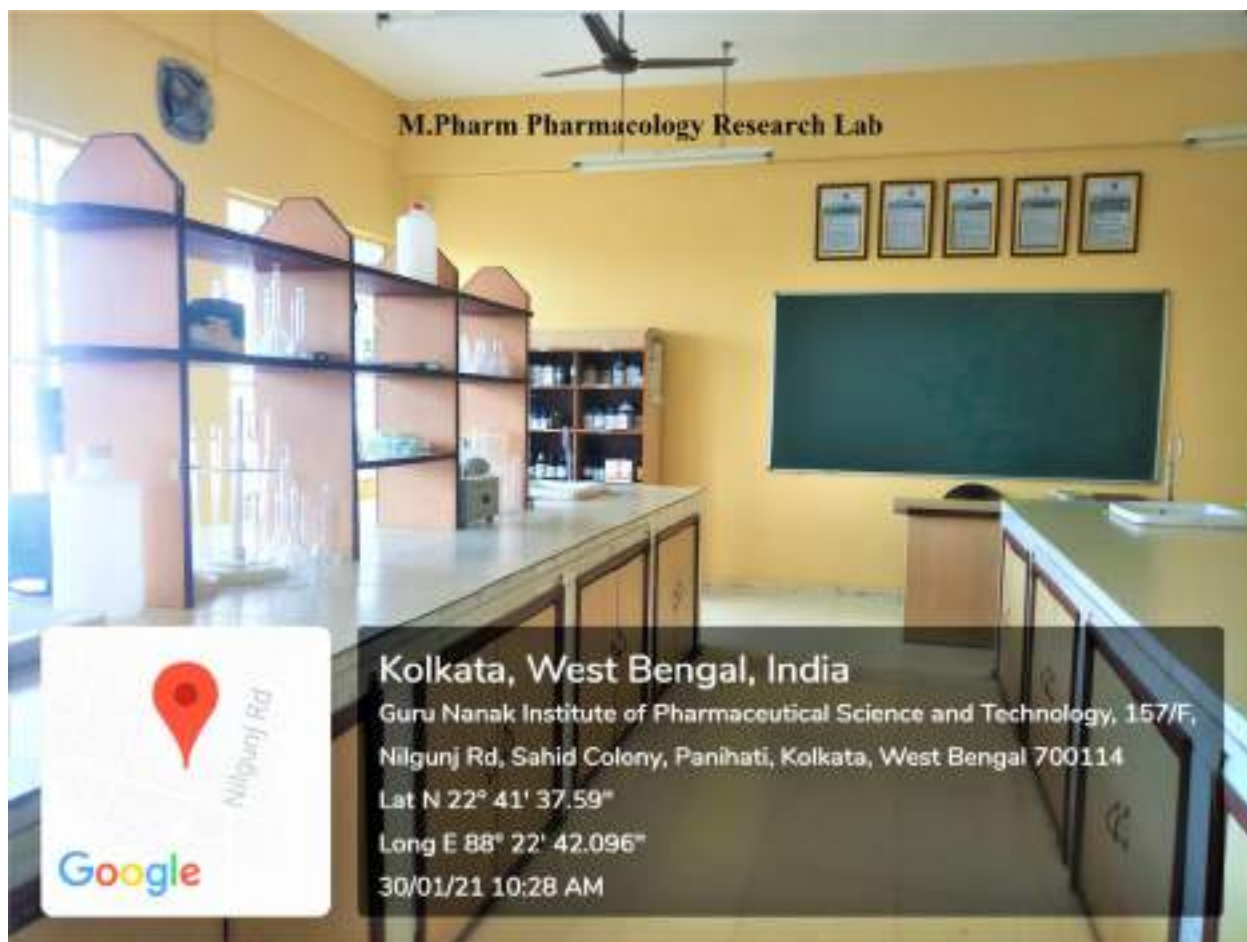 M.Pharm Pharmacology Research Lab
Kolkata, West Bengal, India
Guru Nanak Institute of Pharmaceutical Science and Technology, 157/F,
Nilgunj Rd, Sahid Colony, Panihati, Kolkata, West Bengal 700114
Lat N 22° 41' 37.59"
Long E 88° 22' 42.096"
30/01/21 10:28 AM
Nilgunj Rd
Google